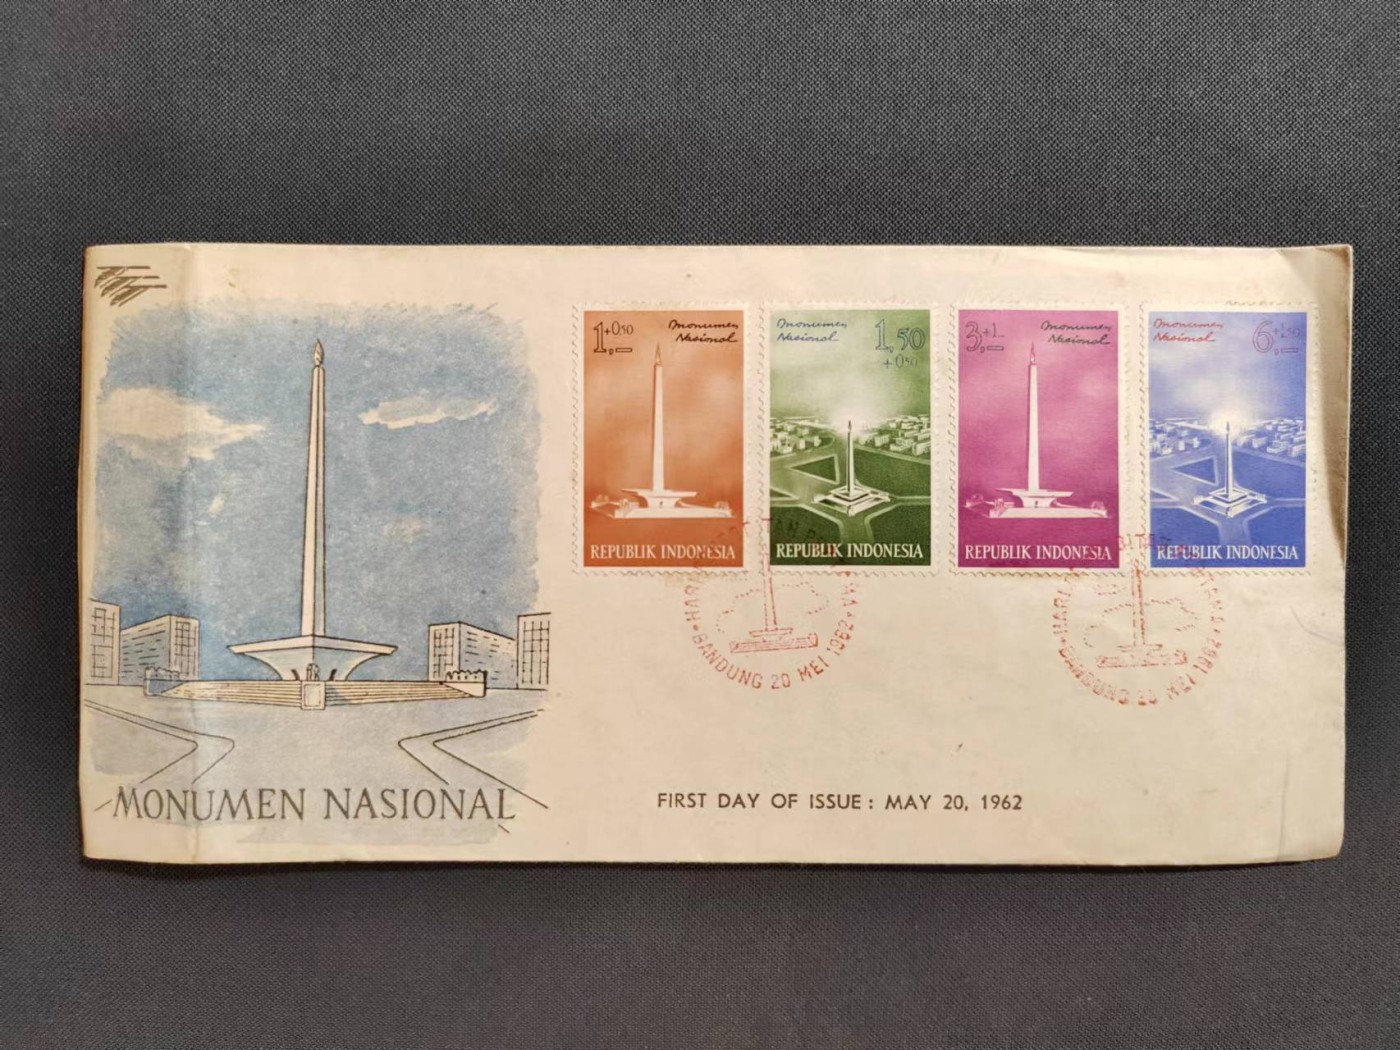 1,- +0,50
Monumen
Nasional
REPUBLIK INDONESIA
Monumen
Nasional
1,50
+0,50
REPUBLIK INDONESIA
3,- +1,-
Monumen
Nasional
REPUBLIK INDONESIA
Monumen
Nasional
6,- +1,50
REPUBLIK INDONESIA
HARI
BANDUNG 20 MEI 1962
HARI
BANDUNG 20 MEI 1962
MONUMEN NASIONAL
FIRST DAY OF ISSUE: MAY 20, 1962